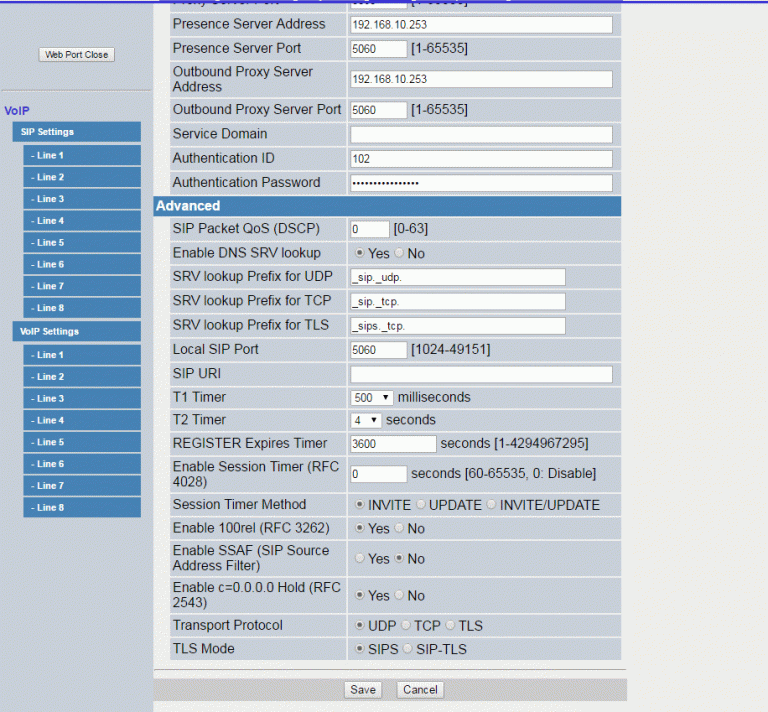 Web Port Close
VoIP
SIP Settings
- Line 1
- Line 2
- Line 3
- Line 4
- Line 5
- Line 6
- Line 7
- Line 8
VoIP Settings
- Line 1
- Line 2
- Line 3
- Line 4
- Line 5
- Line 6
- Line 7
- Line 8
Presence Server Address 192.168.10.253
Presence Server Port 5060 [1-65535]
Outbound Proxy Server
Address 192.168.10.253
Outbound Proxy Server Port 5060 [1-65535]
Service Domain
Authentication ID 102
Authentication Password ••••••••••••••••
Advanced
SIP Packet QoS (DSCP) 0 [0-63]
Enable DNS SRV lookup Yes No
SRV lookup Prefix for UDP _sip._udp.
SRV lookup Prefix for TCP _sip._tcp.
SRV lookup Prefix for TLS _sips._tcp.
Local SIP Port 5060 [1024-49151]
SIP URI
T1 Timer 500 milliseconds
T2 Timer 4 seconds
REGISTER Expires Timer 3600 seconds [1-4294967295]
Enable Session Timer (RFC
4028) 0 seconds [60-65535, 0: Disable]
Session Timer Method INVITE UPDATE INVITE/UPDATE
Enable 100rel (RFC 3262) Yes No
Enable SSAF (SIP Source
Address Filter) Yes No
Enable c=0.0.0.0 Hold (RFC
2543) Yes No
Transport Protocol UDP TCP TLS
TLS Mode SIPS SIP-TLS
Save Cancel